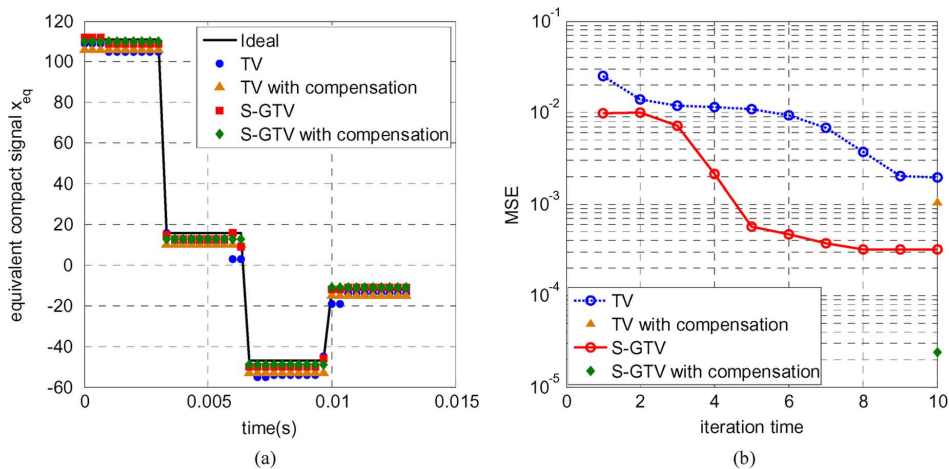 120
100
80
60
40
20
0
-20
-40
-60
0
0.005
0.01
0.015
equivalent compact signal x_eq
time(s)
Ideal
TV
TV with compensation
S-GTV
S-GTV with compensation
(a)
10^-1
10^-2
10^-3
10^-4
10^-5
0
2
4
6
8
10
MSE
iteration time
TV
TV with compensation
S-GTV
S-GTV with compensation
(b)